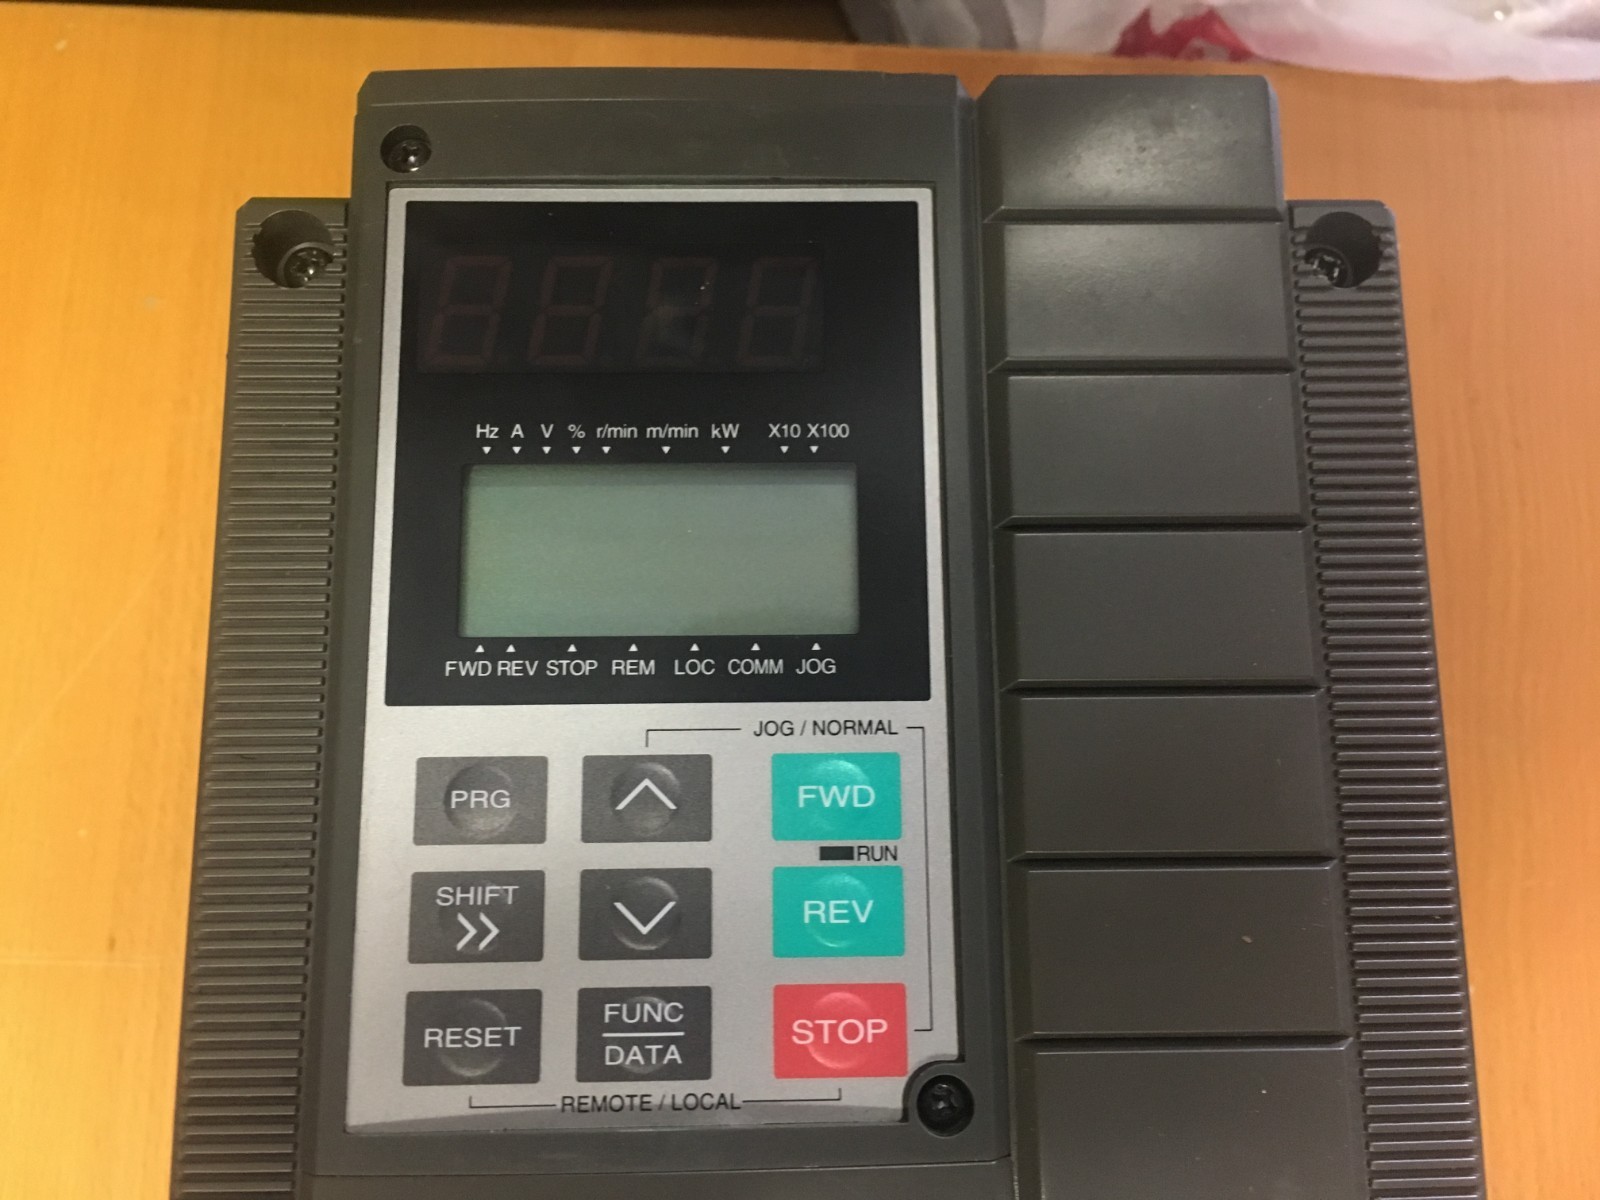 Hz A V % r/min m/min kW X10 X100
FWD REV STOP REM LOC COMM JOG
JOG / NORMAL
PRG
FWD
RUN
SHIFT
REV
RESET
FUNC
DATA
STOP
REMOTE / LOCAL